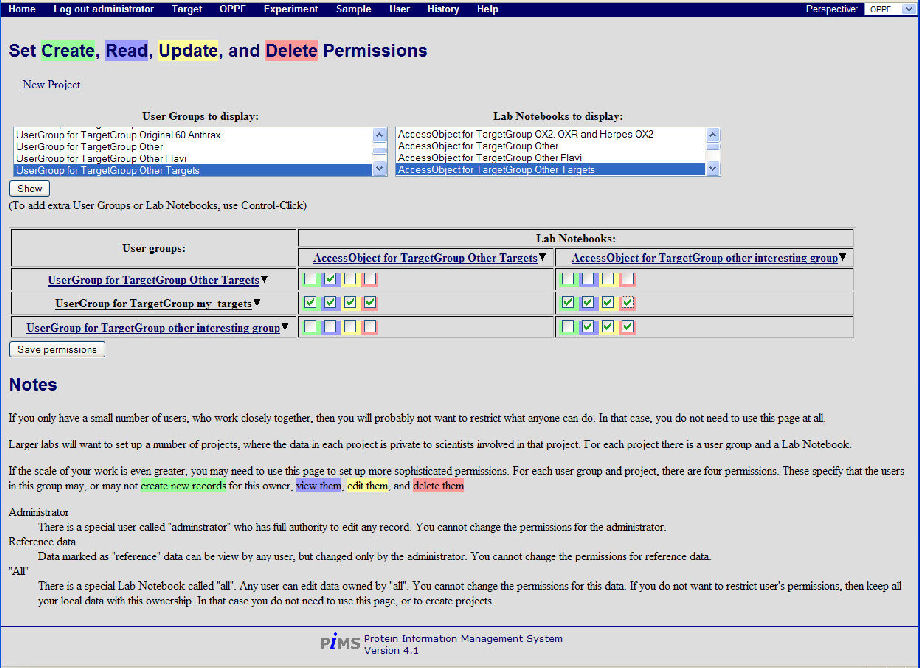 Home Log out administrator Target OPPF Experiment Sample User History Help Perspective: OPPF
Set Create, Read, Update, and Delete Permissions
New Project
User Groups to display: Lab Notebooks to display:
UserGroup for TargetGroup Original 60 Anthrax AccessObject for TargetGroup OX2, OXR and Herpes OX2
UserGroup for TargetGroup Other AccessObject for TargetGroup Other
UserGroup for TargetGroup Other Flavi AccessObject for TargetGroup Other Flavi
UserGroup for TargetGroup Other Targets AccessObject for TargetGroup Other Targets
Show
(To add extra User Groups or Lab Notebooks, use Control-Click)
User groups: Lab Notebooks:
AccessObject for TargetGroup Other Targets▼ AccessObject for TargetGroup other interesting group▼
UserGroup for TargetGroup Other Targets▼
UserGroup for TargetGroup my_targets▼
UserGroup for TargetGroup other interesting group▼
Save permissions
Notes
If you only have a small number of users, who work closely together, then you will probably not want to restrict what anyone can do. In that case, you do not need to use this page at all.
Larger labs will want to set up a number of projects, where the data in each project is private to scientists involved in that project. For each project there is a user group and a Lab Notebook.
If the scale of your work is even greater, you may need to use this page to set up more sophisticated permissions. For each user group and project, there are four permissions. These specify that the users
in this group may, or may not create new records for this owner, view them, edit them, and delete them
Administrator
There is a special user called "adminstrator" who has full authority to edit any record. You cannot change the permissions for the administrator.
Reference data
Data marked as "reference" data can be view by any user, but changed only by the administrator. You cannot change the permissions for reference data.
"All"
There is a special Lab Notebook called "all". Any user can edit data owned by "all". You cannot change the permissions for this data. If you do not want to restrict user's permissions, then keep all
your local data with this ownership. In that case you do not need to use this page, or to create projects.
PiMS Protein Information Management System
Version 4.1